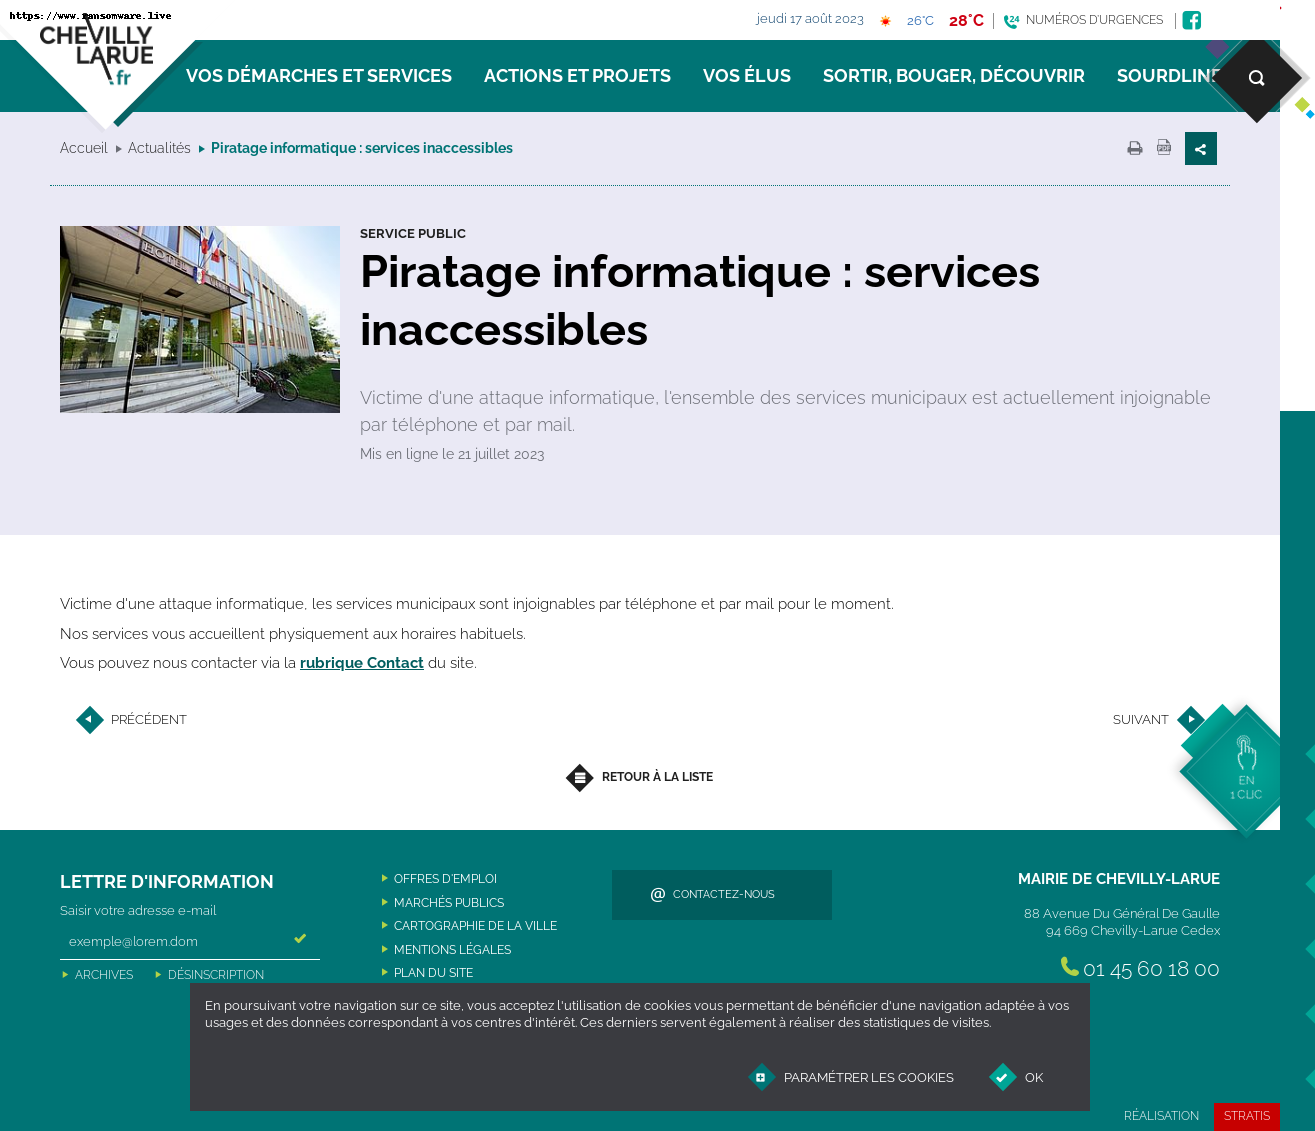 https://www.ransomware.live
CHEVILLY
LARUE
.fr
jeudi 17 août 2023
26°C
28°C
24
NUMÉROS D'URGENCES
VOS DÉMARCHES ET SERVICES
ACTIONS ET PROJETS
VOS ÉLUS
SORTIR, BOUGER, DÉCOUVRIR
SOURDLINE
Accueil
Actualités
Piratage informatique : services inaccessibles
PDF
HÔTEL
SERVICE PUBLIC
Piratage informatique : services
inaccessibles
Victime d'une attaque informatique, l'ensemble des services municipaux est actuellement injoignable
par téléphone et par mail.
Mis en ligne le 21 juillet 2023
Victime d'une attaque informatique, les services municipaux sont injoignables par téléphone et par mail pour le moment.
Nos services vous accueillent physiquement aux horaires habituels.
Vous pouvez nous contacter via la rubrique Contact du site.
PRÉCÉDENT
SUIVANT
RETOUR À LA LISTE
EN
1 CLIC
LETTRE D'INFORMATION
Saisir votre adresse e-mail
exemple@lorem.dom
ARCHIVES
DÉSINSCRIPTION
OFFRES D'EMPLOI
MARCHÉS PUBLICS
CARTOGRAPHIE DE LA VILLE
MENTIONS LÉGALES
PLAN DU SITE
@ CONTACTEZ-NOUS
MAIRIE DE CHEVILLY-LARUE
88 Avenue Du Général De Gaulle
94 669 Chevilly-Larue Cedex
01 45 60 18 00
En poursuivant votre navigation sur ce site, vous acceptez l'utilisation de cookies vous permettant de bénéficier d'une navigation adaptée à vos
usages et des données correspondant à vos centres d'intérêt. Ces derniers servent également à réaliser des statistiques de visites.
PARAMÉTRER LES COOKIES
OK
RÉALISATION
STRATIS